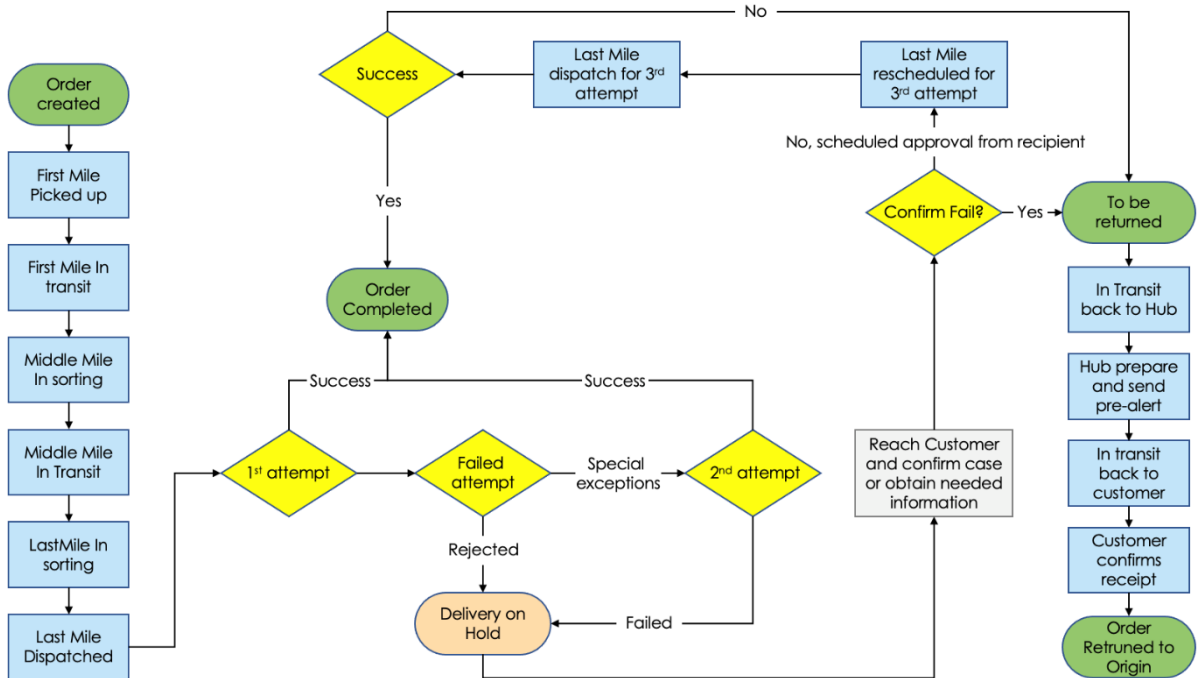 No
Success
Last Mile
dispatch for 3rd
attempt
Last Mile
rescheduled for
3rd attempt
Order
created
No, scheduled approval from recipient
First Mile
Picked up
Yes
Confirm Fail?
Yes
To be
returned
First Mile In
transit
Order
Completed
In Transit
back to Hub
Middle Mile
In sorting
Success
Success
Hub prepare
and send
pre-alert
Middle Mile
In Transit
1st attempt
Failed
attempt
Special
exceptions
2nd attempt
Reach Customer
and confirm case
or obtain needed
information
In transit
back to
customer
LastMile In
sorting
Rejected
Customer
confirms
receipt
Last Mile
Dispatched
Delivery on
Hold
Failed
Order
Retruned to
Origin